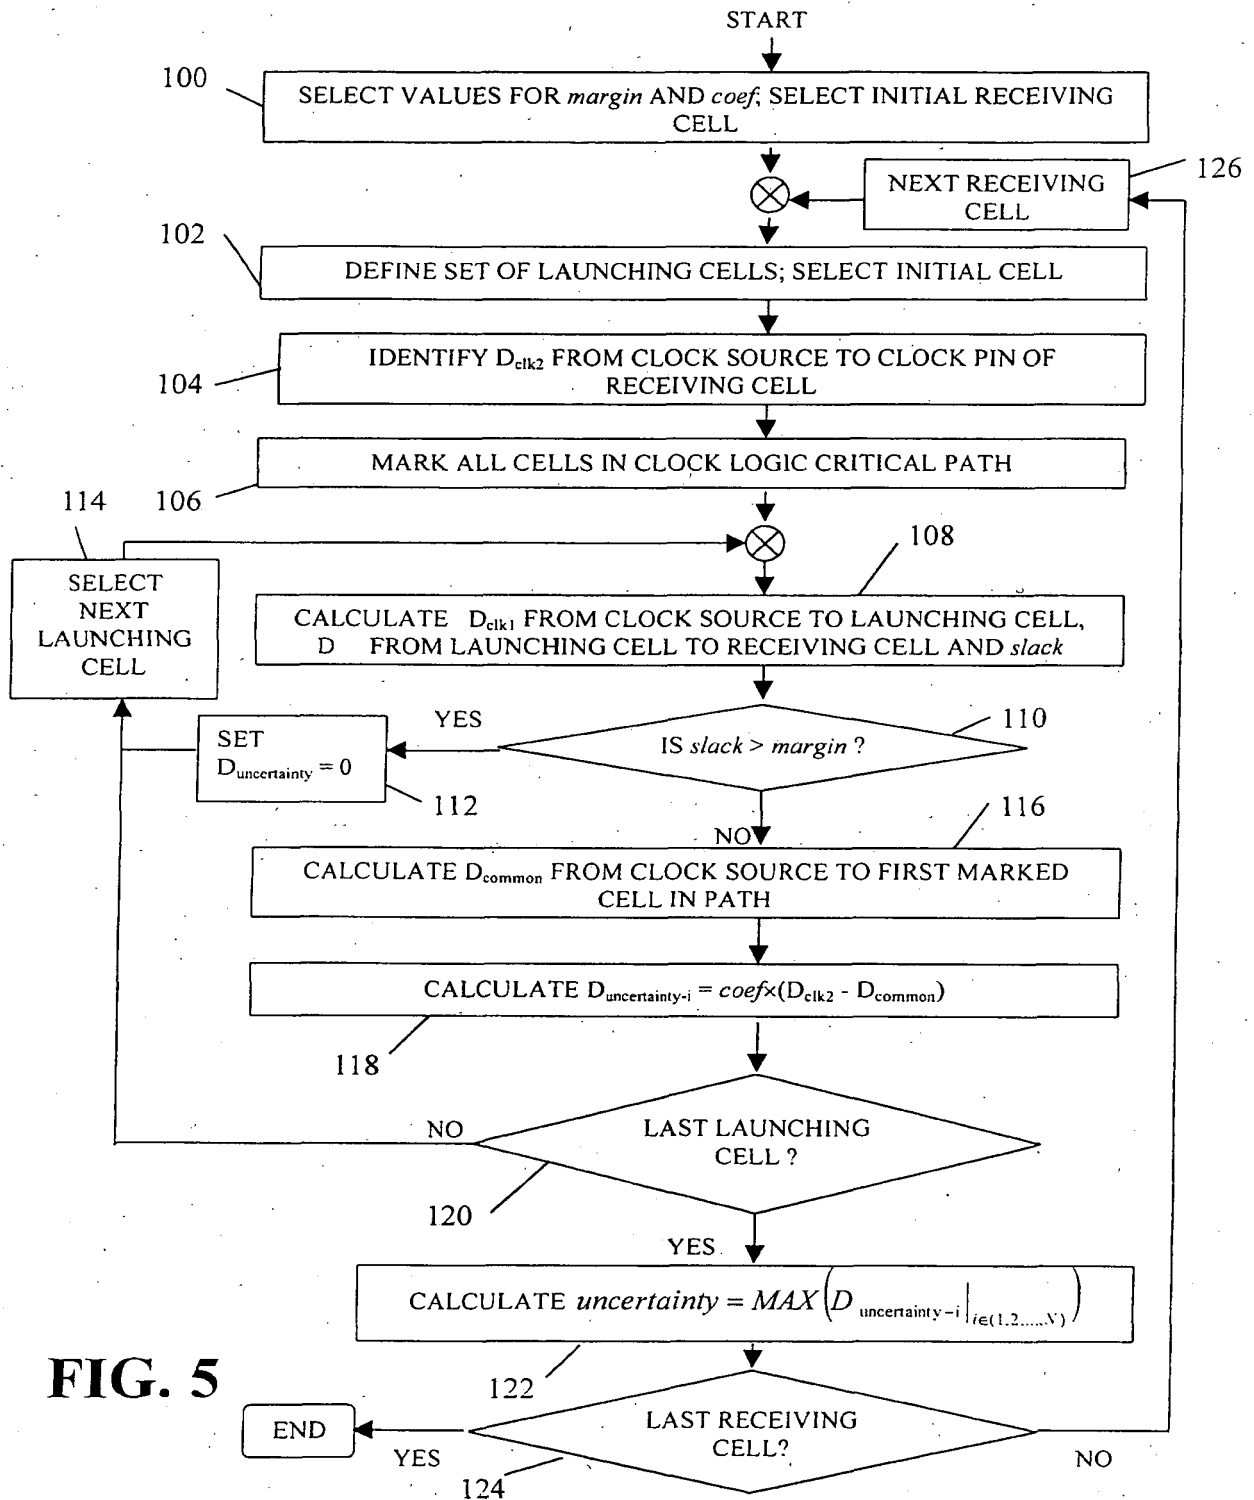 START
100
SELECT VALUES FOR margin AND coef; SELECT INITIAL RECEIVING
CELL
NEXT RECEIVING
CELL
126
102
DEFINE SET OF LAUNCHING CELLS; SELECT INITIAL CELL
IDENTIFY Dclk2 FROM CLOCK SOURCE TO CLOCK PIN OF
RECEIVING CELL
104
MARK ALL CELLS IN CLOCK LOGIC CRITICAL PATH
106
114
SELECT
NEXT
LAUNCHING
CELL
108
CALCULATE Dclk1 FROM CLOCK SOURCE TO LAUNCHING CELL,
D FROM LAUNCHING CELL TO RECEIVING CELL AND slack
YES
110
IS slack > margin ?
SET
Duncertainty = 0
112
NO
116
CALCULATE Dcommon FROM CLOCK SOURCE TO FIRST MARKED
CELL IN PATH
CALCULATE Duncertainty-i = coef×(Dclk2 - Dcommon)
118
NO
LAST LAUNCHING
CELL ?
120
YES
CALCULATE uncertainty = MAX(D uncertainty-i | i∈(1,2,...,N))
122
FIG. 5
LAST RECEIVING
CELL?
END
YES
NO
124